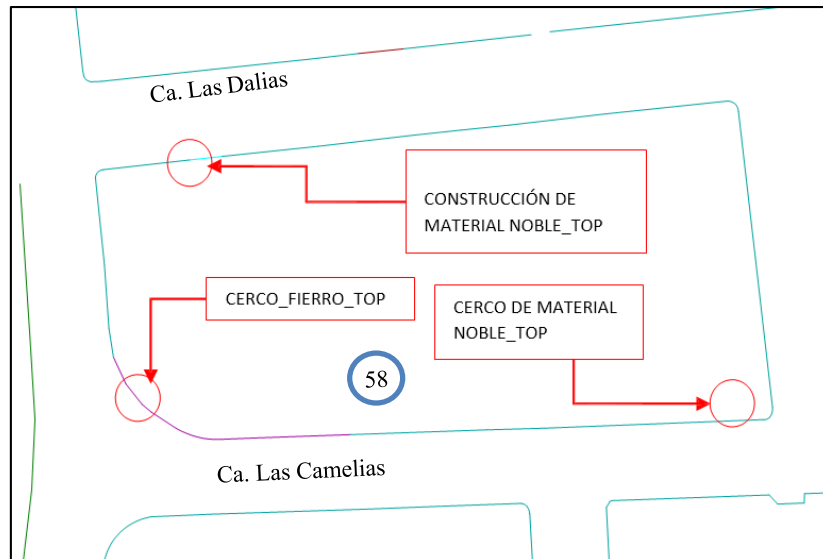 Ca. Las Dalias
CONSTRUCCIÓN DE
MATERIAL NOBLE_TOP
CERCO_FIERRO_TOP
CERCO DE MATERIAL
NOBLE_TOP
58
Ca. Las Camelias